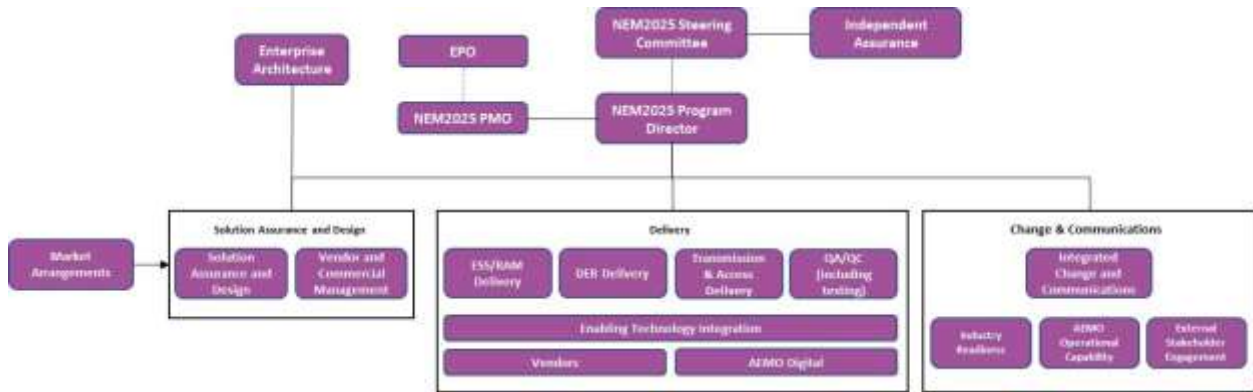 NEM2025 Steering
Committee
Independent
Assurance
Enterprise
Architecture
EPO
NEM2025 PMO
NEM2025 Program
Director
Market
Arrangements
Solution Assurance and Design
Solution
Assurance and
Design
Vendor and
Commercial
Management
Delivery
ESS/RAM
Delivery
DER Delivery
Transmission
& Access
Delivery
QA/QC
(including
testing)
Enabling Technology Integration
Vendors
AEMO Digital
Change & Communications
Integrated
Change and
Communications
Industry
Readiness
AEMO
Operational
Capability
External
Stakeholder
Engagement